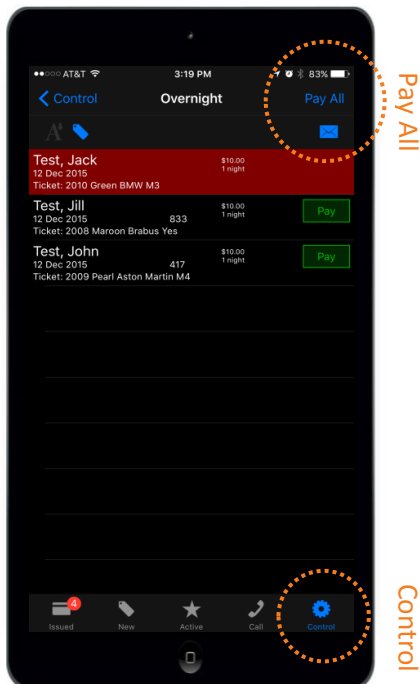 AT&T 3:19 PM 83%
Control Overnight Pay All
A
Test, Jack $10.00
12 Dec 2015 1 night
Ticket: 2010 Green BMW M3
Test, Jill $10.00
12 Dec 2015 833 1 night Pay
Ticket: 2008 Maroon Brabus Yes
Test, John $10.00
12 Dec 2015 417 1 night Pay
Ticket: 2009 Pearl Aston Martin M4
4
Issued New Active Call Control
Pay All
Control